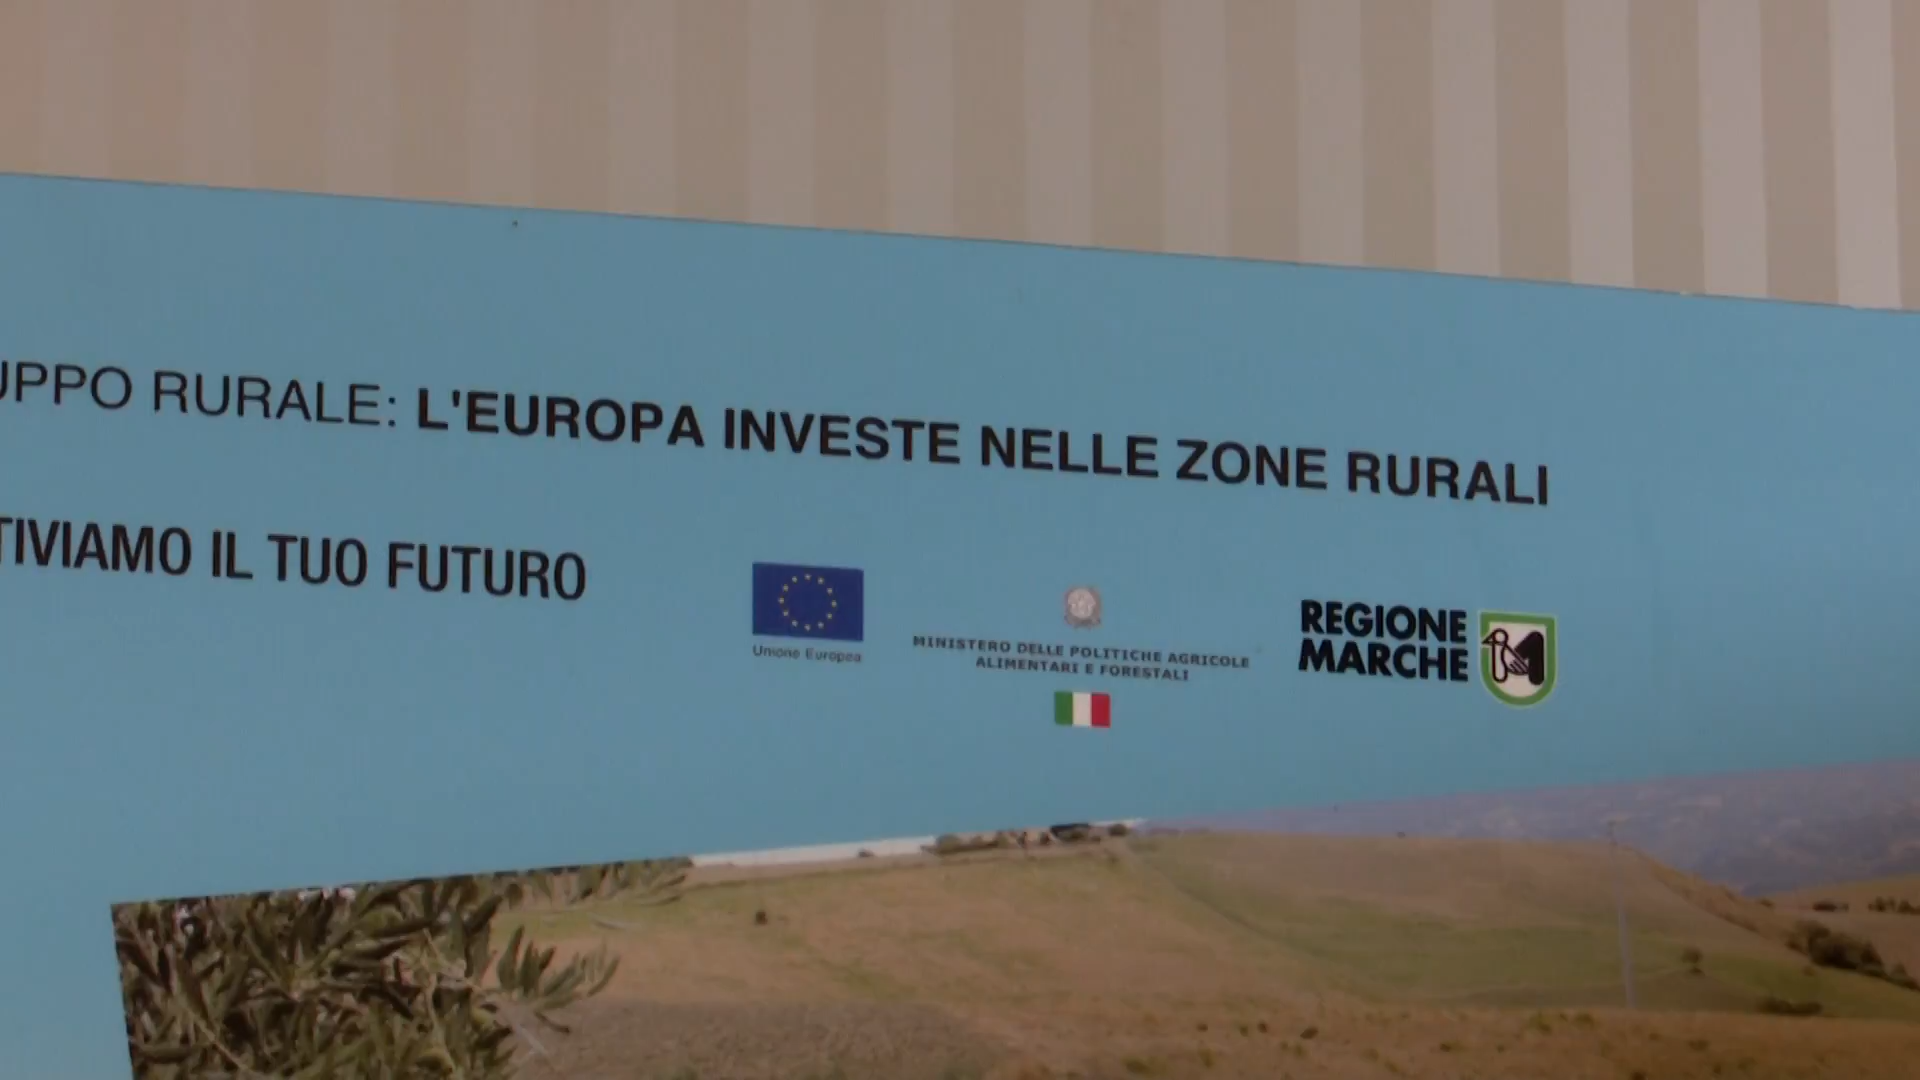 UPPO RURALE: L'EUROPA INVESTE NELLE ZONE RURALI
TIVIAMO IL TUO FUTURO
Unione Europea
MINISTERO DELLE POLITICHE AGRICOLE
ALIMENTARI E FORESTALI
REGIONE
MARCHE